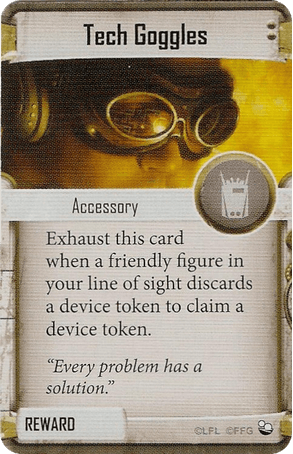 Tech Goggles
Accessory
Exhaust this card
when a friendly figure in
your line of sight discards
a device token to claim a
device token.
“Every problem has a
solution.”
REWARD
©LFL ©FFG